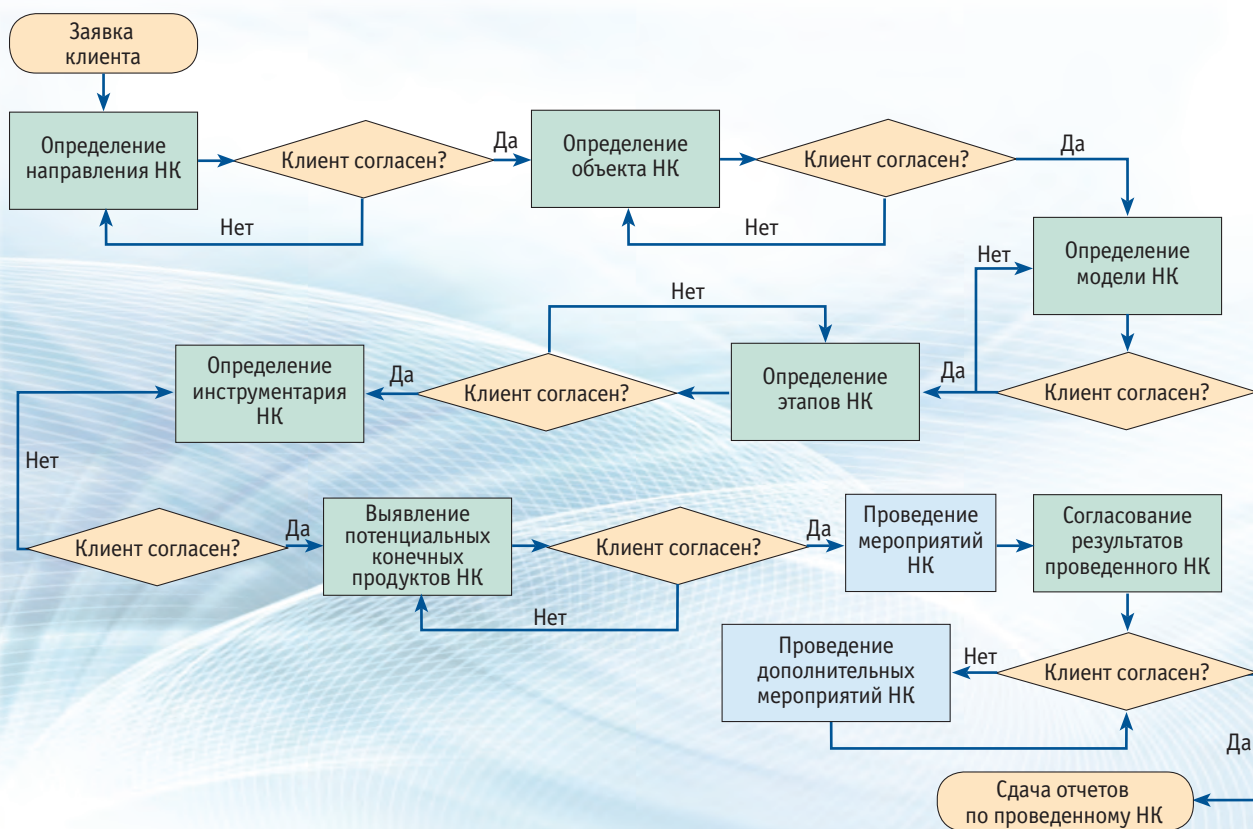 Заявка
клиента
Определение
направления НК
Клиент согласен?
Да
Нет
Определение
объекта НК
Клиент согласен?
Да
Нет
Определение
модели НК
Нет
Клиент согласен?
Да
Определение
этапов НК
Нет
Клиент согласен?
Да
Определение
инструментария
НК
Нет
Клиент согласен?
Да
Выявление
потенциальных
конечных
продуктов НК
Клиент согласен?
Нет
Да
Проведение
мероприятий
НК
Согласование
результатов
проведенного НК
Клиент согласен?
Нет
Проведение
дополнительных
мероприятий НК
Да
Сдача отчетов
по проведенному НК